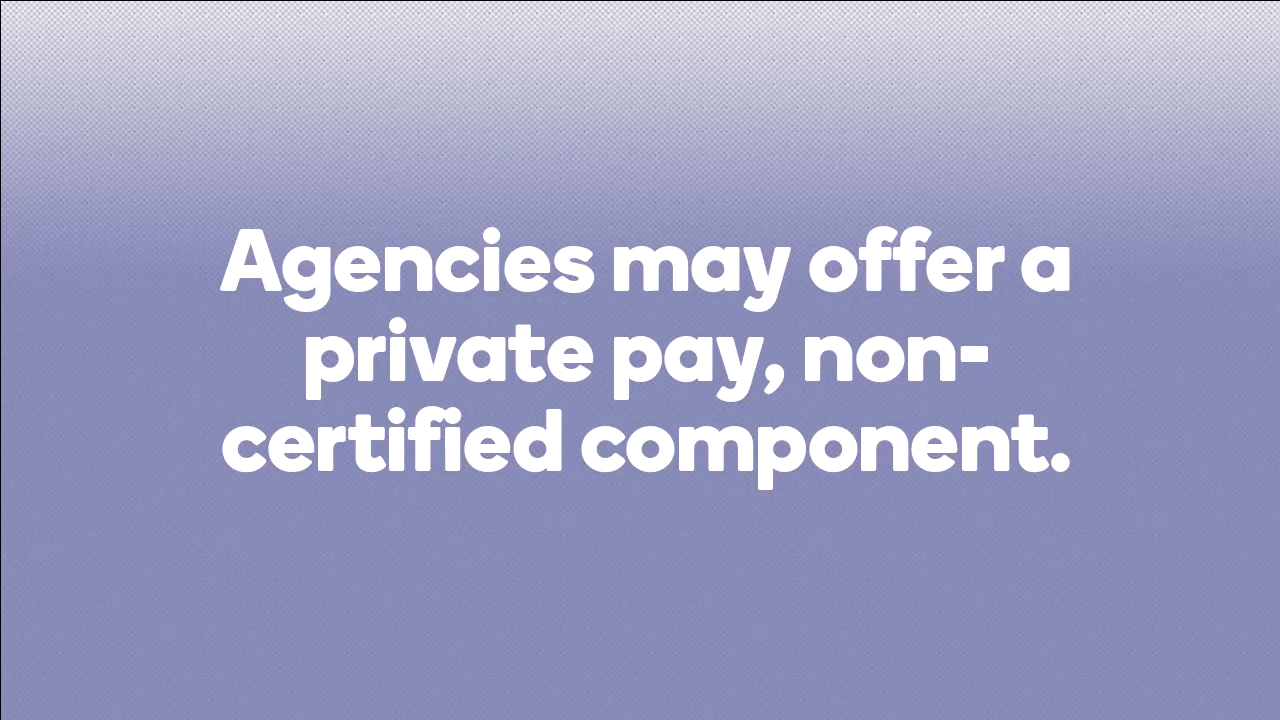 Agencies may offer a
private pay, non-
certified component.